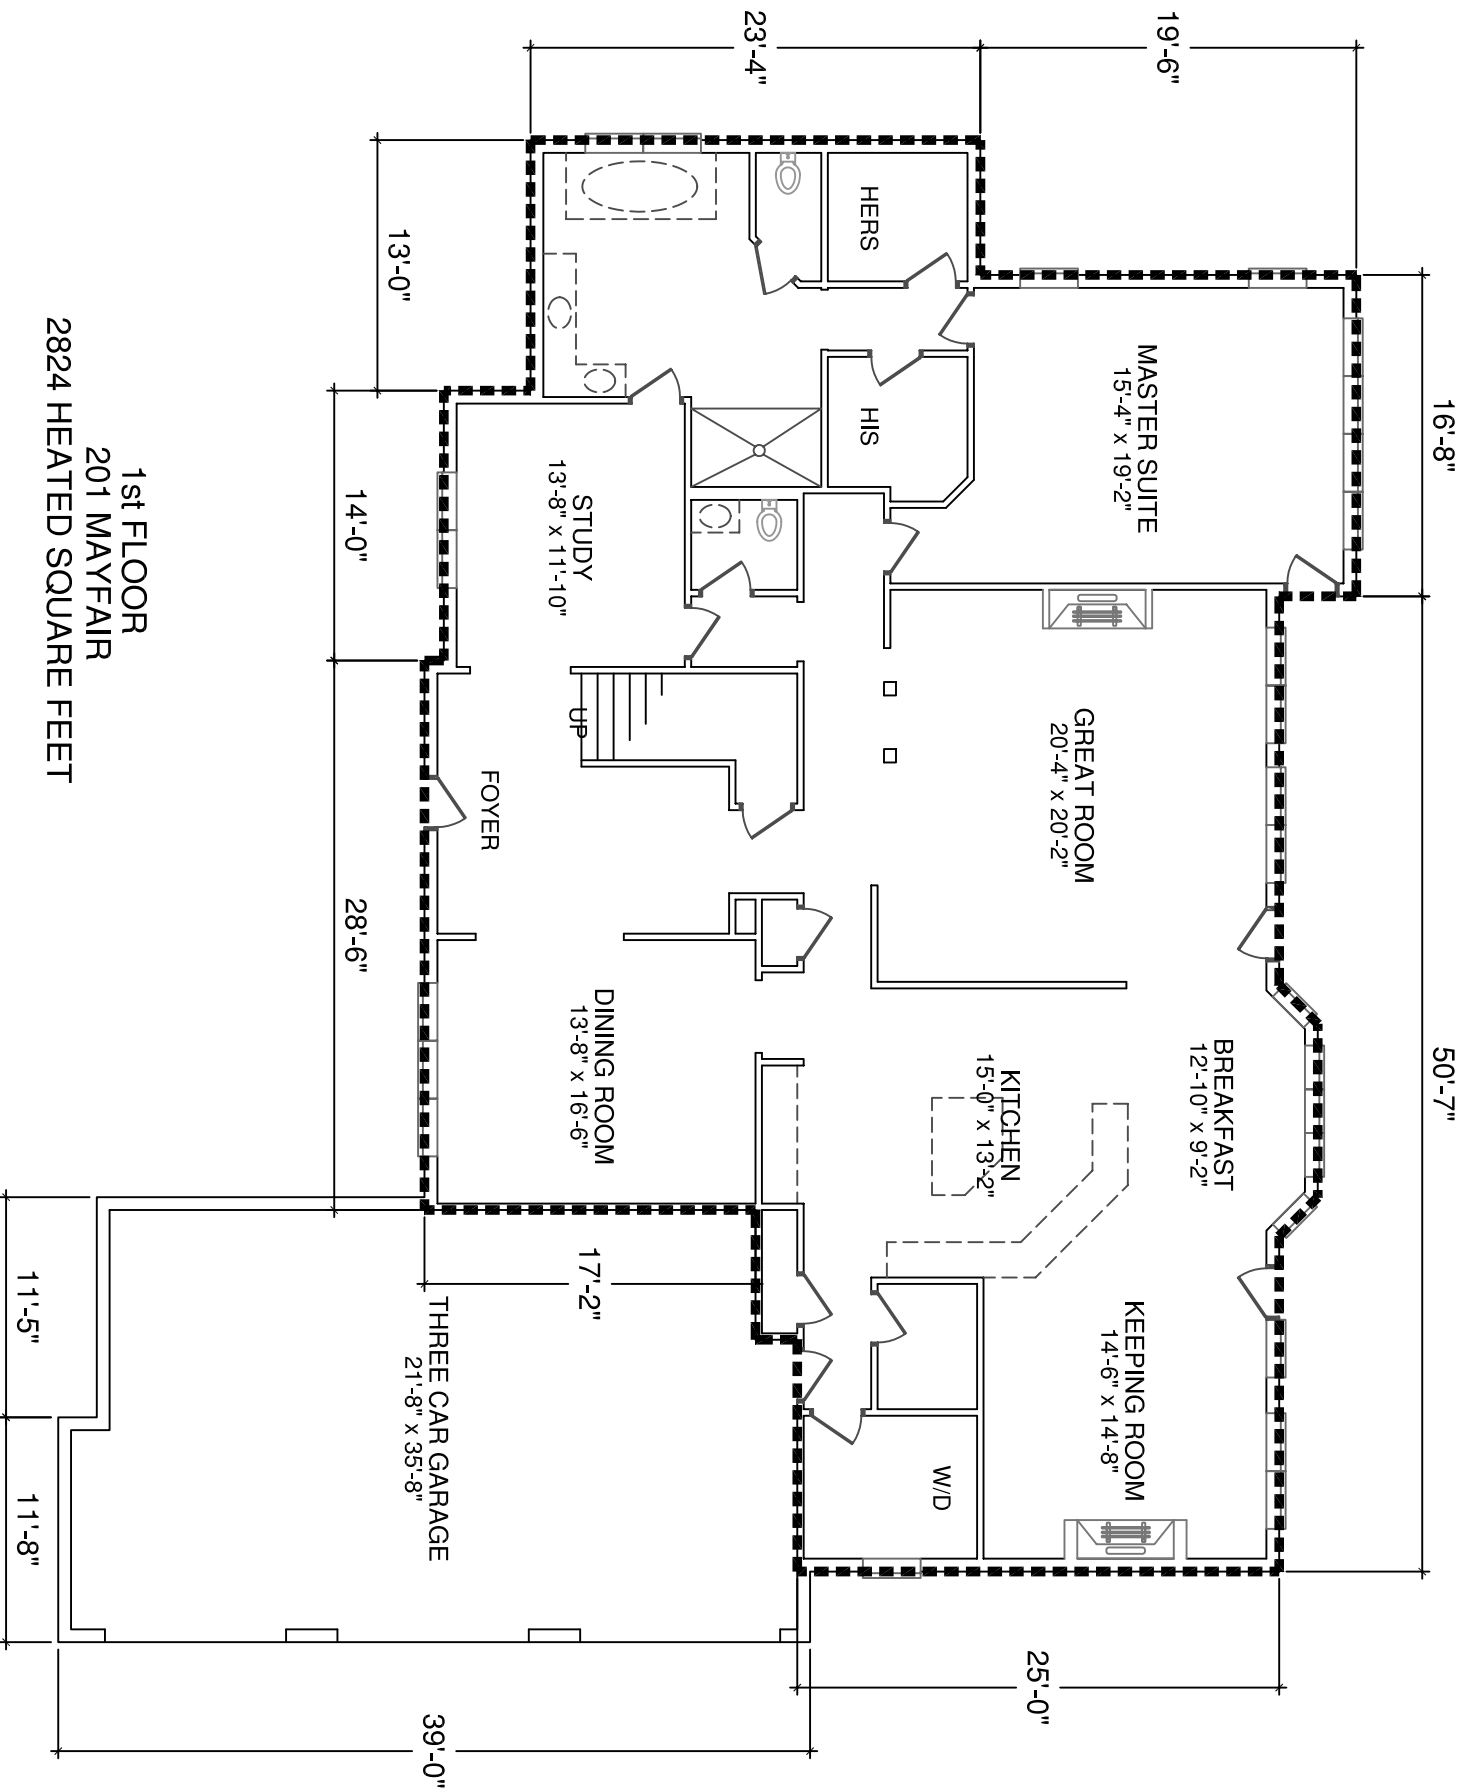 16'-8"
50'-7"
19'-6"
23'-4"
MASTER SUITE
15'-4" x 19'-2"
HERS
HIS
GREAT ROOM
20'-4" x 20'-2"
BREAKFAST
12'-10" x 9'-2"
KITCHEN
15'-0" x 13'-2"
KEEPING ROOM
14'-6" x 14'-8"
W/D
25'-0"
STUDY
13'-8" x 11'-10"
UP
FOYER
DINING ROOM
13'-8" x 16'-6"
17'-2"
THREE CAR GARAGE
21'-8" x 35'-8"
39'-0"
13'-0"
14'-0"
28'-6"
11'-5"
11'-8"
1st FLOOR
201 MAYFAIR
2824 HEATED SQUARE FEET